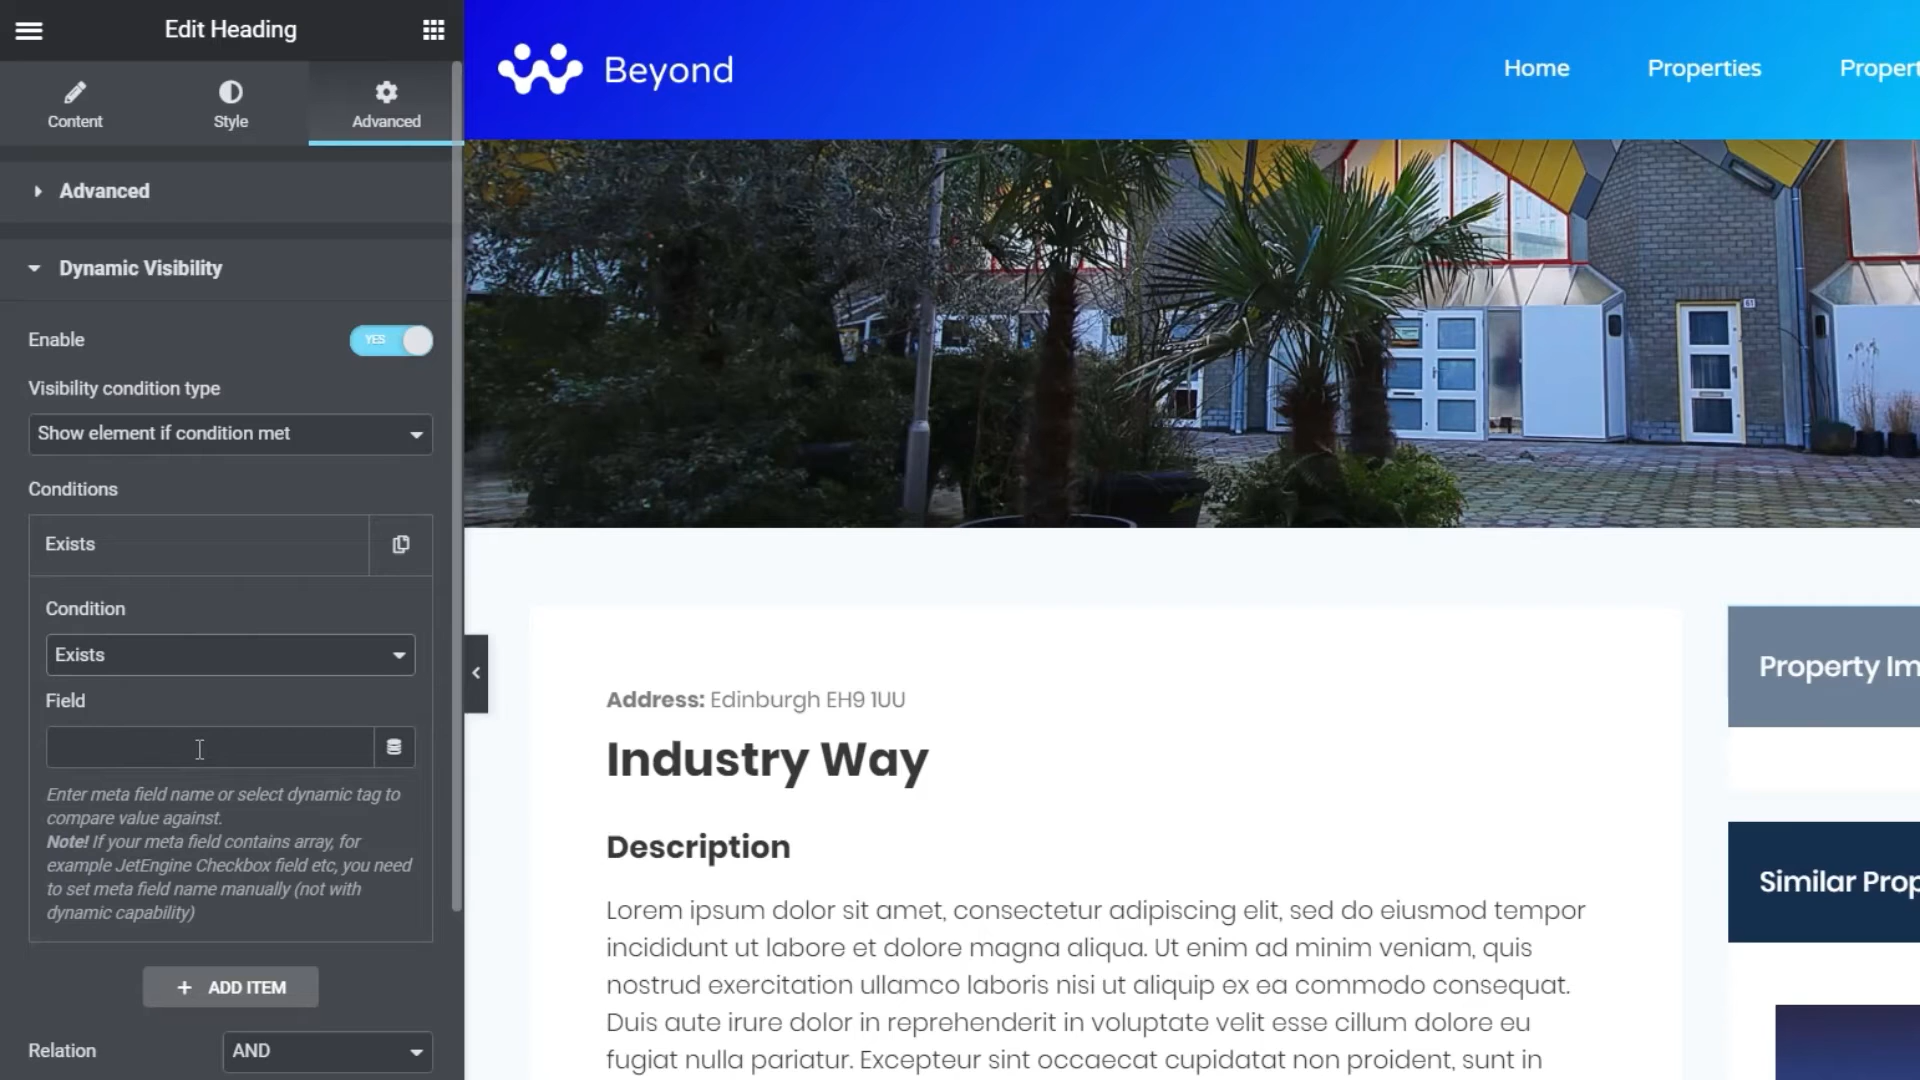 Edit Heading
Content
Style
Advanced
Advanced
Dynamic Visibility
Enable
YES
Visibility condition type
Show element if condition met
Conditions
Exists
Condition
Exists
Field
Enter meta field name or select dynamic tag to
compare value against.
Note! If your meta field contains array, for
example JetEngine Checkbox field etc, you need
to set meta field name manually (not with
dynamic capability)
+ ADD ITEM
Relation
AND
Beyond
Home
Properties
Propert
61
Address: Edinburgh EH9 1UU
Industry Way
Description
Lorem ipsum dolor sit amet, consectetur adipiscing elit, sed do eiusmod tempor
incididunt ut labore et dolore magna aliqua. Ut enim ad minim veniam, quis
nostrud exercitation ullamco laboris nisi ut aliquip ex ea commodo consequat.
Duis aute irure dolor in reprehenderit in voluptate velit esse cillum dolore eu
fugiat nulla pariatur. Excepteur sint occaecat cupidatat non proident, sunt in
Property Im
Similar Prop